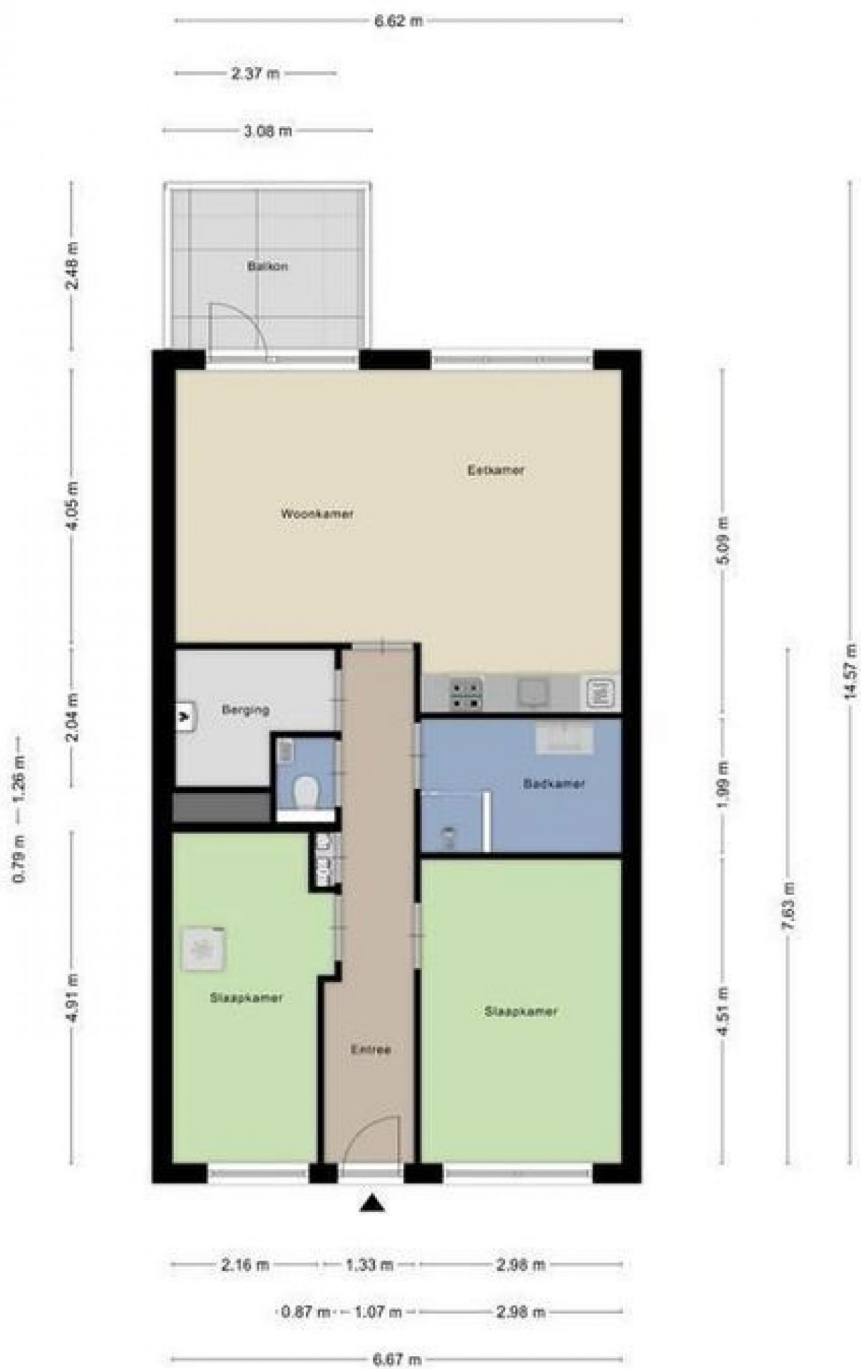 6.62 m
2.37 m
3.08 m
2.48 m
Balkon
4.05 m
Eetkamer
Woonkamer
5.09 m
14.57 m
2.04 m
Berging
0.79 m
1.26 m
Badkamer
1.99 m
7.63 m
4.91 m
Slaapkamer
Slaapkamer
4.51 m
Entree
2.16 m
1.33 m
2.98 m
0.87 m
1.07 m
2.98 m
6.67 m